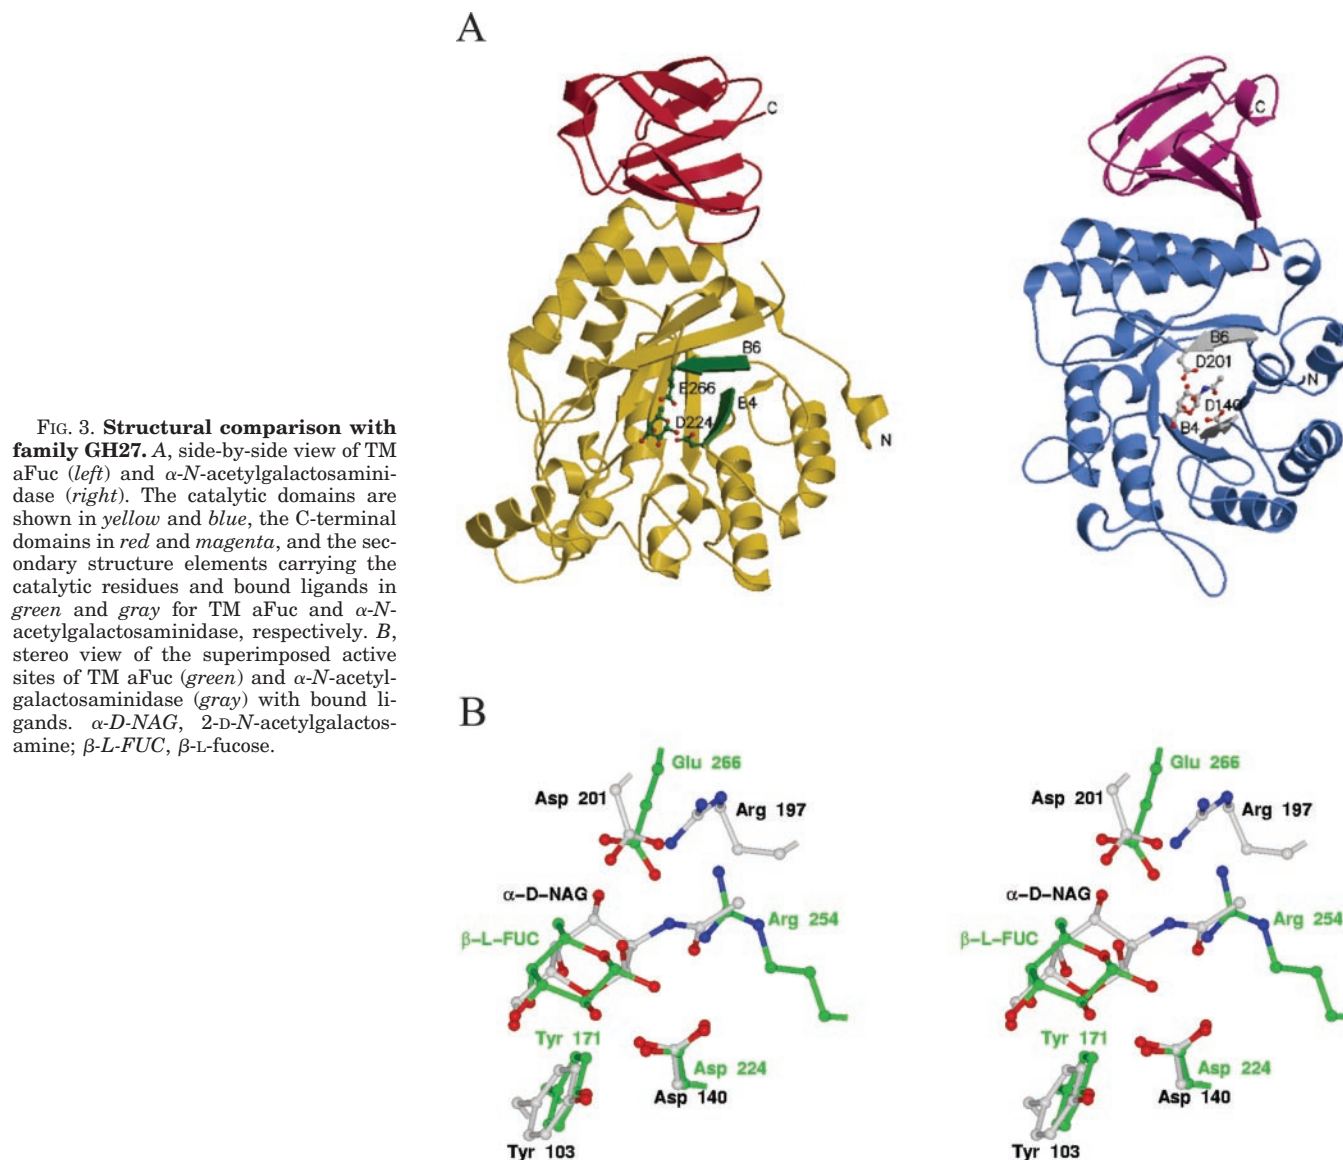 A
C
B6
E266
B4
D224
N
C
B6
D201
N
D140
B4
FIG. 3. Structural comparison with
family GH27. A, side-by-side view of TM
aFuc (left) and α-N-acetylgalactosamini-
dase (right). The catalytic domains are
shown in yellow and blue, the C-terminal
domains in red and magenta, and the sec-
ondary structure elements carrying the
catalytic residues and bound ligands in
green and gray for TM aFuc and α-N-
acetylgalactosaminidase, respectively. B,
stereo view of the superimposed active
sites of TM aFuc (green) and α-N-acetyl-
galactosaminidase (gray) with bound li-
gands. α-D-NAG, 2-D-N-acetylgalactos-
amine; β-L-FUC, β-L-fucose.
B
Glu 266
Asp 201
Arg 197
α-D-NAG
β-L-FUC
Arg 254
Tyr 171
Asp 224
Asp 140
Tyr 103
Glu 266
Asp 201
Arg 197
α-D-NAG
β-L-FUC
Arg 254
Tyr 171
Asp 224
Asp 140
Tyr 103